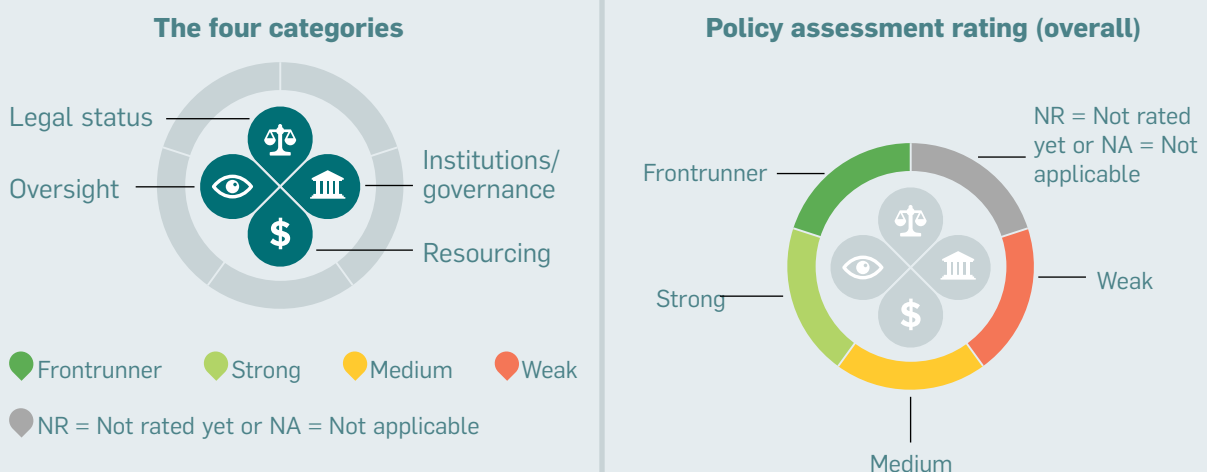 The four categories
Legal status
Oversight
Institutions/
governance
$
Resourcing
Frontrunner
Strong
Medium
Weak
NR = Not rated yet or NA = Not applicable
Policy assessment rating (overall)
NR = Not rated
yet or NA = Not
applicable
Frontrunner
Strong
$
Weak
Medium